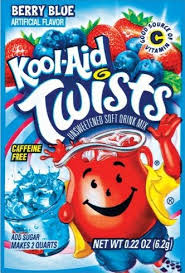 BERRY BLUE
ARTIFICIAL FLAVOR
GOOD SOURCE OF
C
VITAMIN
Kool-Aid
Twists
UNSWEETENED SOFT DRINK MIX
CAFFEINE
FREE
ADD SUGAR
MAKES 2 QUARTS
NET WT 0.22 OZ (6.2g)